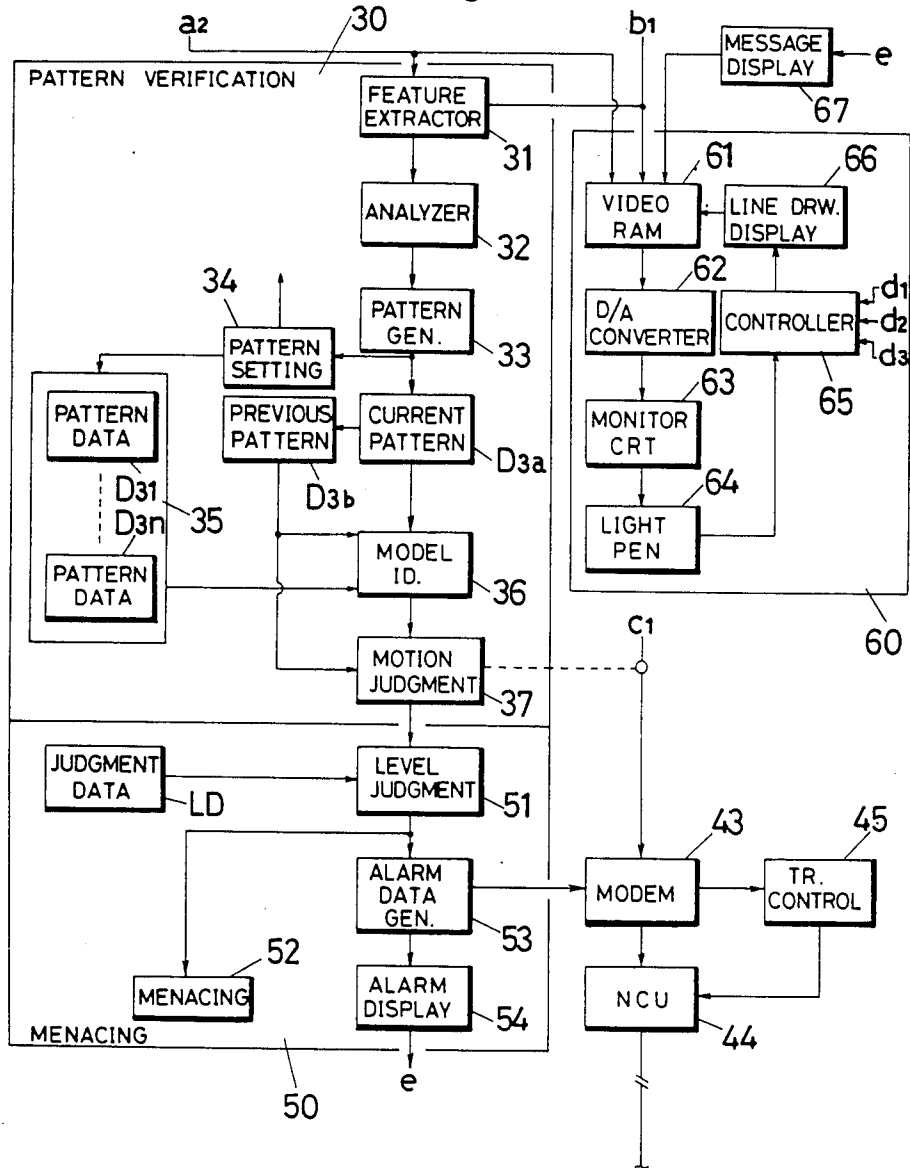 30
a2
b1
MESSAGE
DISPLAY
e
67
PATTERN VERIFICATION
FEATURE
EXTRACTOR
31
61
66
VIDEO
RAM
LINE DRW.
DISPLAY
ANALYZER
32
34
62
d1
d2
d3
PATTERN
GEN.
33
D/A
CONVERTER
CONTROLLER
65
PATTERN
SETTING
63
PATTERN
DATA
D31
PREVIOUS
PATTERN
D3b
CURRENT
PATTERN
D3a
MONITOR
CRT
64
35
D3n
LIGHT
PEN
PATTERN
DATA
MODEL
ID.
36
60
C1
MOTION
JUDGMENT
37
JUDGMENT
DATA
LD
LEVEL
JUDGMENT
51
43
45
ALARM
DATA
GEN.
53
MODEM
TR.
CONTROL
52
MENACING
ALARM
DISPLAY
54
NCU
44
MENACING
50
e